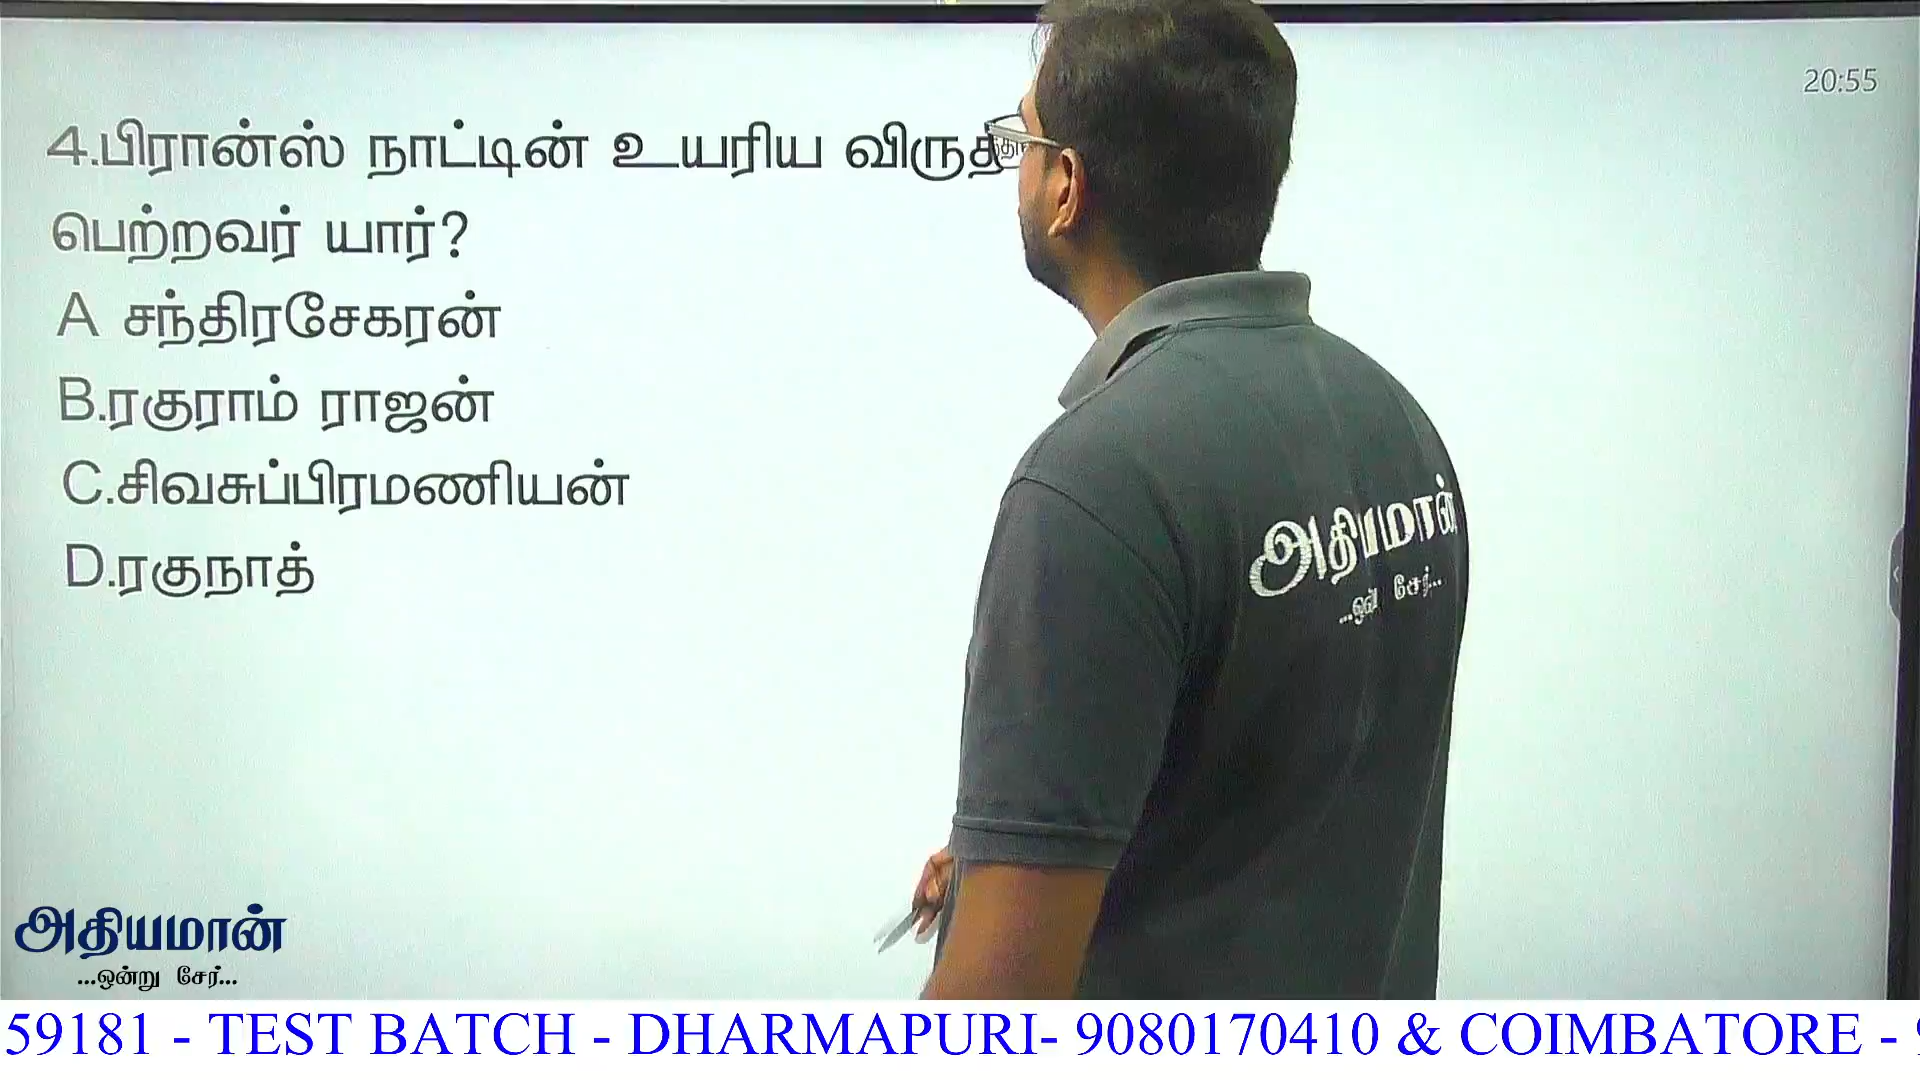 20:55
4.பிரான்ஸ் நாட்டின் உயரிய
பெற்றவர் யார்?
A சந்திரசேகரன்
B.ரகுராம் ராஜன்
C.சிவசுப்பிரமணியன்
D.ரகுநாத்
அதியமான்
அதியமான்
...ஒன்று சேர்...
59181 - TEST BATCH - DHARMAPURI- 9080170410 & COIMBATORE -